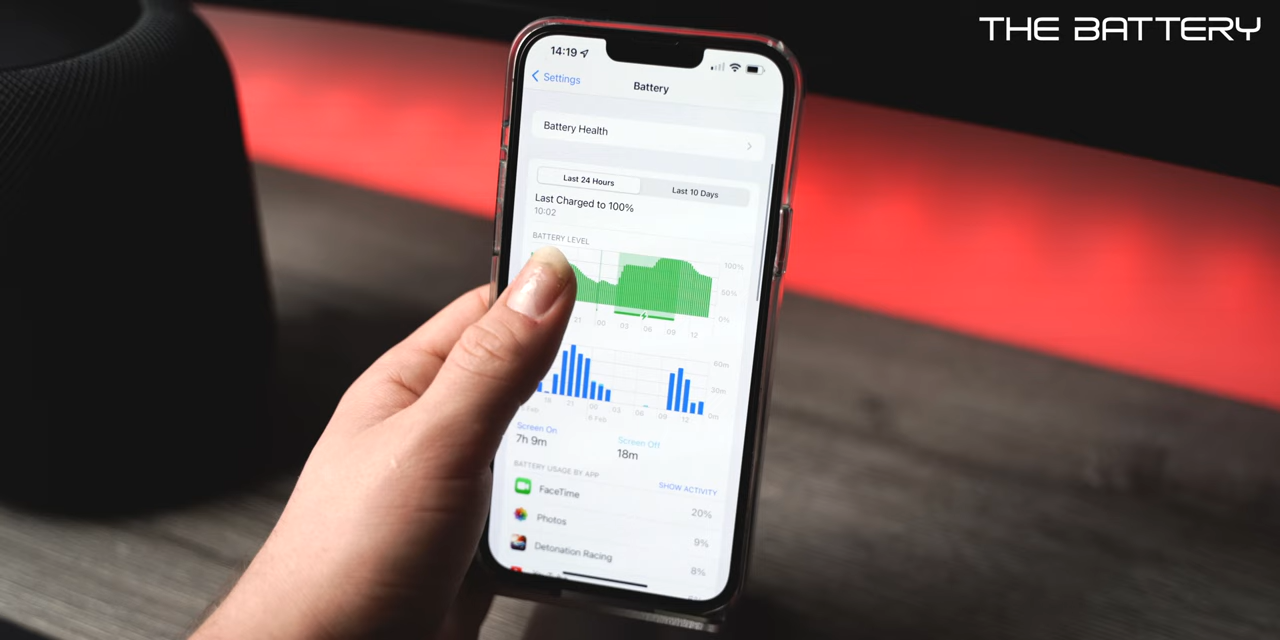 THE BATTERY
14:19
Settings
Battery
Battery Health
Last 24 Hours
Last 10 Days
Last Charged to 100%
10:02
BATTERY LEVEL
100%
50%
0%
21 00 03 06 09 12
60m
30m
0m
18 21 00 03 06 09 12
6 Feb
Screen On
Screen Off
7h 9m
18m
BATTERY USAGE BY APP
SHOW ACTIVITY
FaceTime
20%
Photos
9%
Detonation Racing
8%